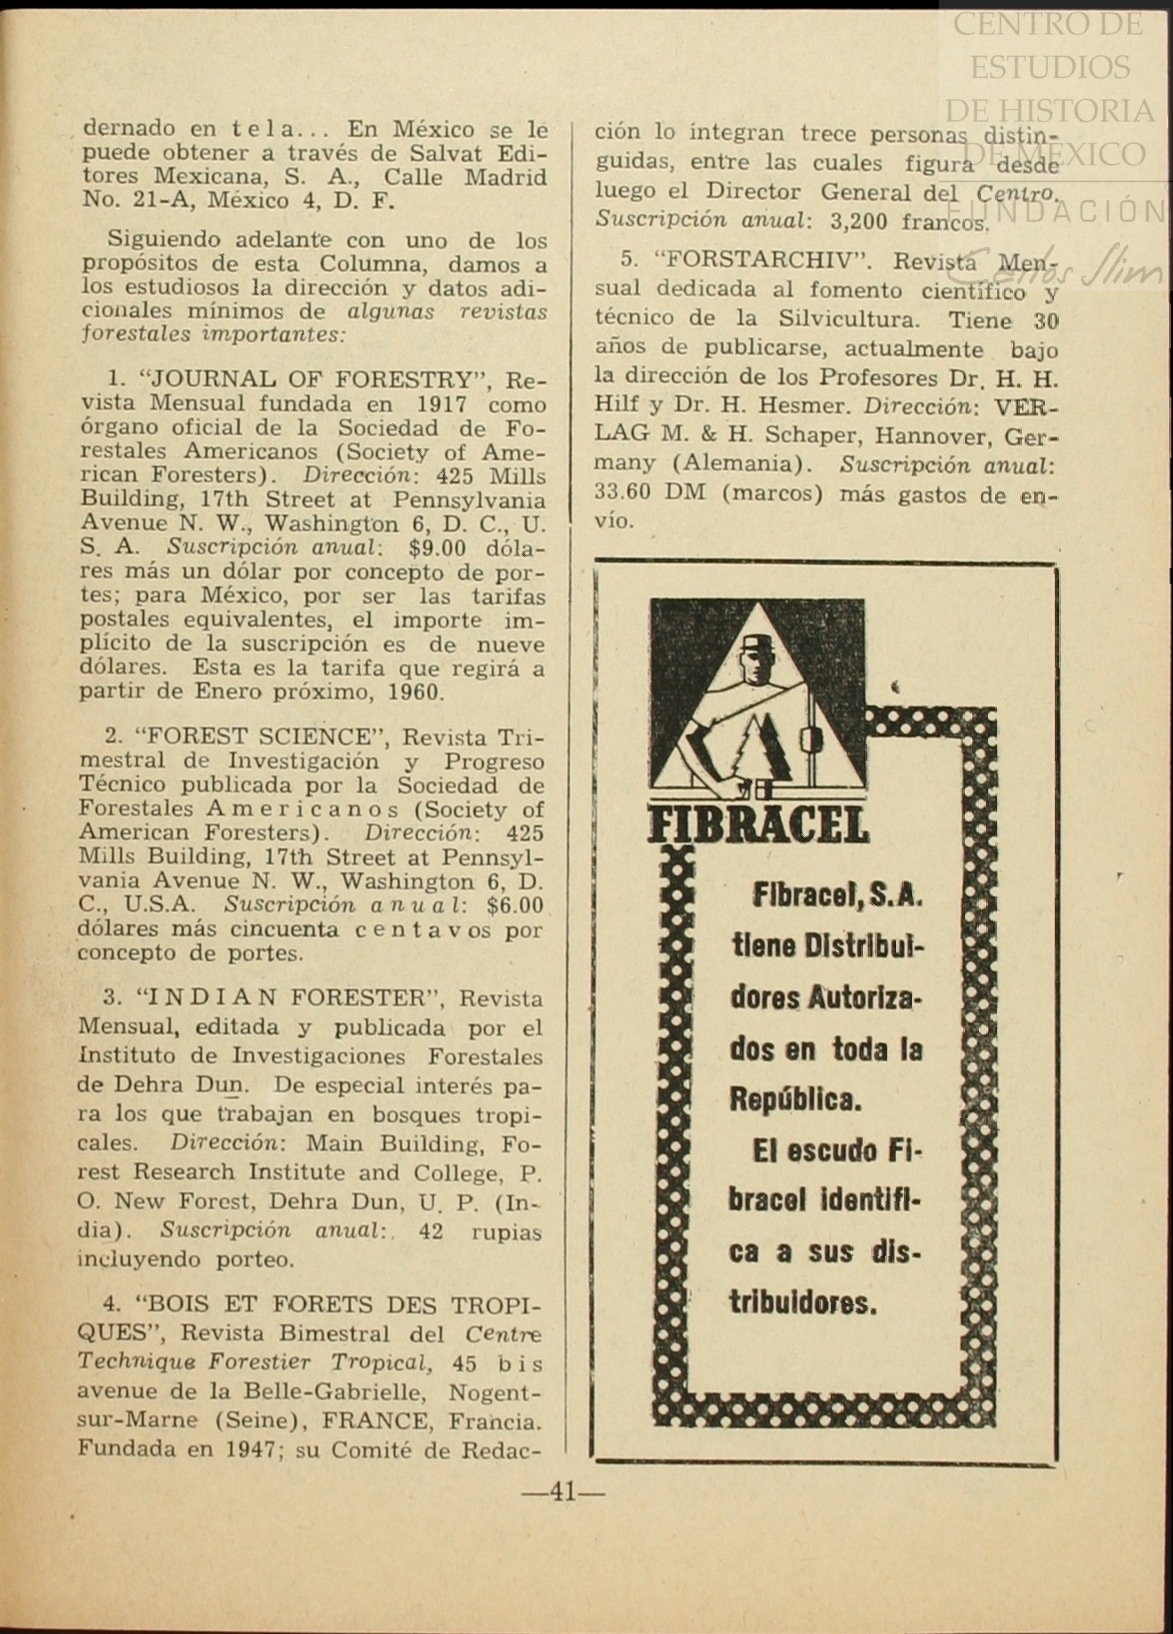 CENTRO DE
ESTUDIOS
DE HISTORIA
DE MÉXICO
FUNDACIÓN
Carlos Slim
dernado en tela... En México se le
puede obtener a través de Salvat Edi-
tores Mexicana, S. A., Calle Madrid
No. 21-A, México 4, D. F.
Siguiendo adelante con uno de los
propósitos de esta Columna, damos a
los estudiosos la dirección y datos adi-
cionales mínimos de algunas revistas
forestales importantes:
1. "JOURNAL OF FORESTRY", Re-
vista Mensual fundada en 1917 como
órgano oficial de la Sociedad de Fo-
restales Americanos (Society of Ame-
rican Foresters). Dirección: 425 Mills
Building, 17th Street at Pennsylvania
Avenue N. W., Washington 6, D. C., U.
S. A. Suscripción anual: $9.00 dóla-
res más un dólar por concepto de por-
tes; para México, por ser las tarifas
postales equivalentes, el importe im-
plícito de la suscripción es de nueve
dólares. Esta es la tarifa que regirá a
partir de Enero próximo, 1960.
2. "FOREST SCIENCE", Revista Tri-
mestral de Investigación y Progreso
Técnico publicada por la Sociedad de
Forestales Americanos (Society of
American Foresters). Dirección: 425
Mills Building, 17th Street at Pennsyl-
vania Avenue N. W., Washington 6, D.
C., U.S.A. Suscripción anual: $6.00
dólares más cincuenta centavos por
concepto de portes.
3. "INDIAN FORESTER", Revista
Mensual, editada y publicada por el
Instituto de Investigaciones Forestales
de Dehra Dun. De especial interés pa-
ra los que trabajan en bosques tropi-
cales. Dirección: Main Building, Fo-
rest Research Institute and College, P.
O. New Forest, Dehra Dun, U. P. (In-
dia). Suscripción anual: 42 rupias
incluyendo porteo.
4. "BOIS ET FORETS DES TROPI-
QUES", Revista Bimestral del Centre
Technique Forestier Tropical, 45 bis
avenue de la Belle-Gabrielle, Nogent-
sur-Marne (Seine), FRANCE, Francia.
Fundada en 1947; su Comité de Redac-
ción lo integran trece personas distin-
guidas, entre las cuales figura desde
luego el Director General del Centro.
Suscripción anual: 3,200 francos.
5. "FORSTARCHIV". Revista Men-
sual dedicada al fomento científico y
técnico de la Silvicultura. Tiene 30
años de publicarse, actualmente bajo
la dirección de los Profesores Dr. H. H.
Hilf y Dr. H. Hesmer. Dirección: VER-
LAG M. & H. Schaper, Hannover, Ger-
many (Alemania). Suscripción anual:
33.60 DM (marcos) más gastos de en-
vío.
FIBRACEL
Fibracel, S.A.
tiene Distribui-
dores Autoriza-
dos en toda la
República.
El escudo Fi-
bracel identifi-
ca a sus dis-
tribuidores.
—41—